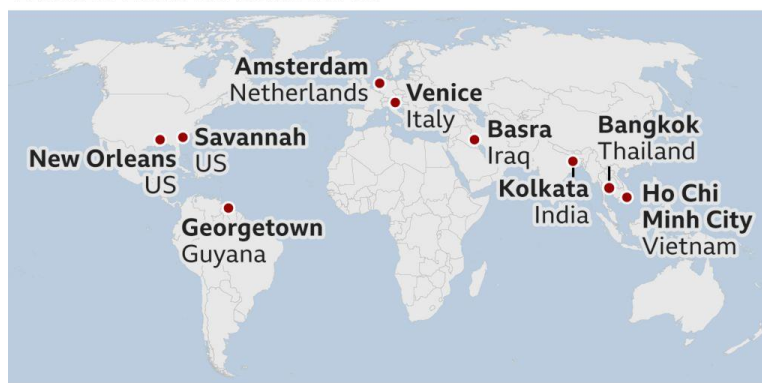 Amsterdam
Netherlands
Venice
Italy
Savannah
US
New Orleans
US
Basra
Iraq
Bangkok
Thailand
Kolkata
India
Ho Chi
Minh City
Vietnam
Georgetown
Guyana